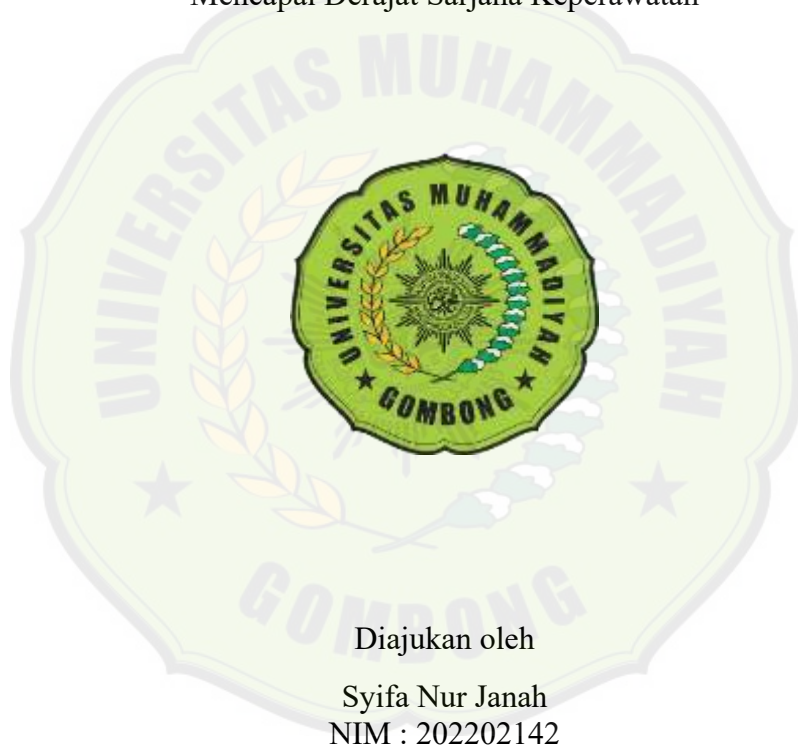 Mencapai Derajat Sarjana Keperawatan
UNIVERSITAS MUHAMMADIYAH
GOMBONG
UNIVERSITAS MUHAMMADIYAH
GOMBONG
Diajukan oleh
Syifa Nur Janah
NIM : 202202142